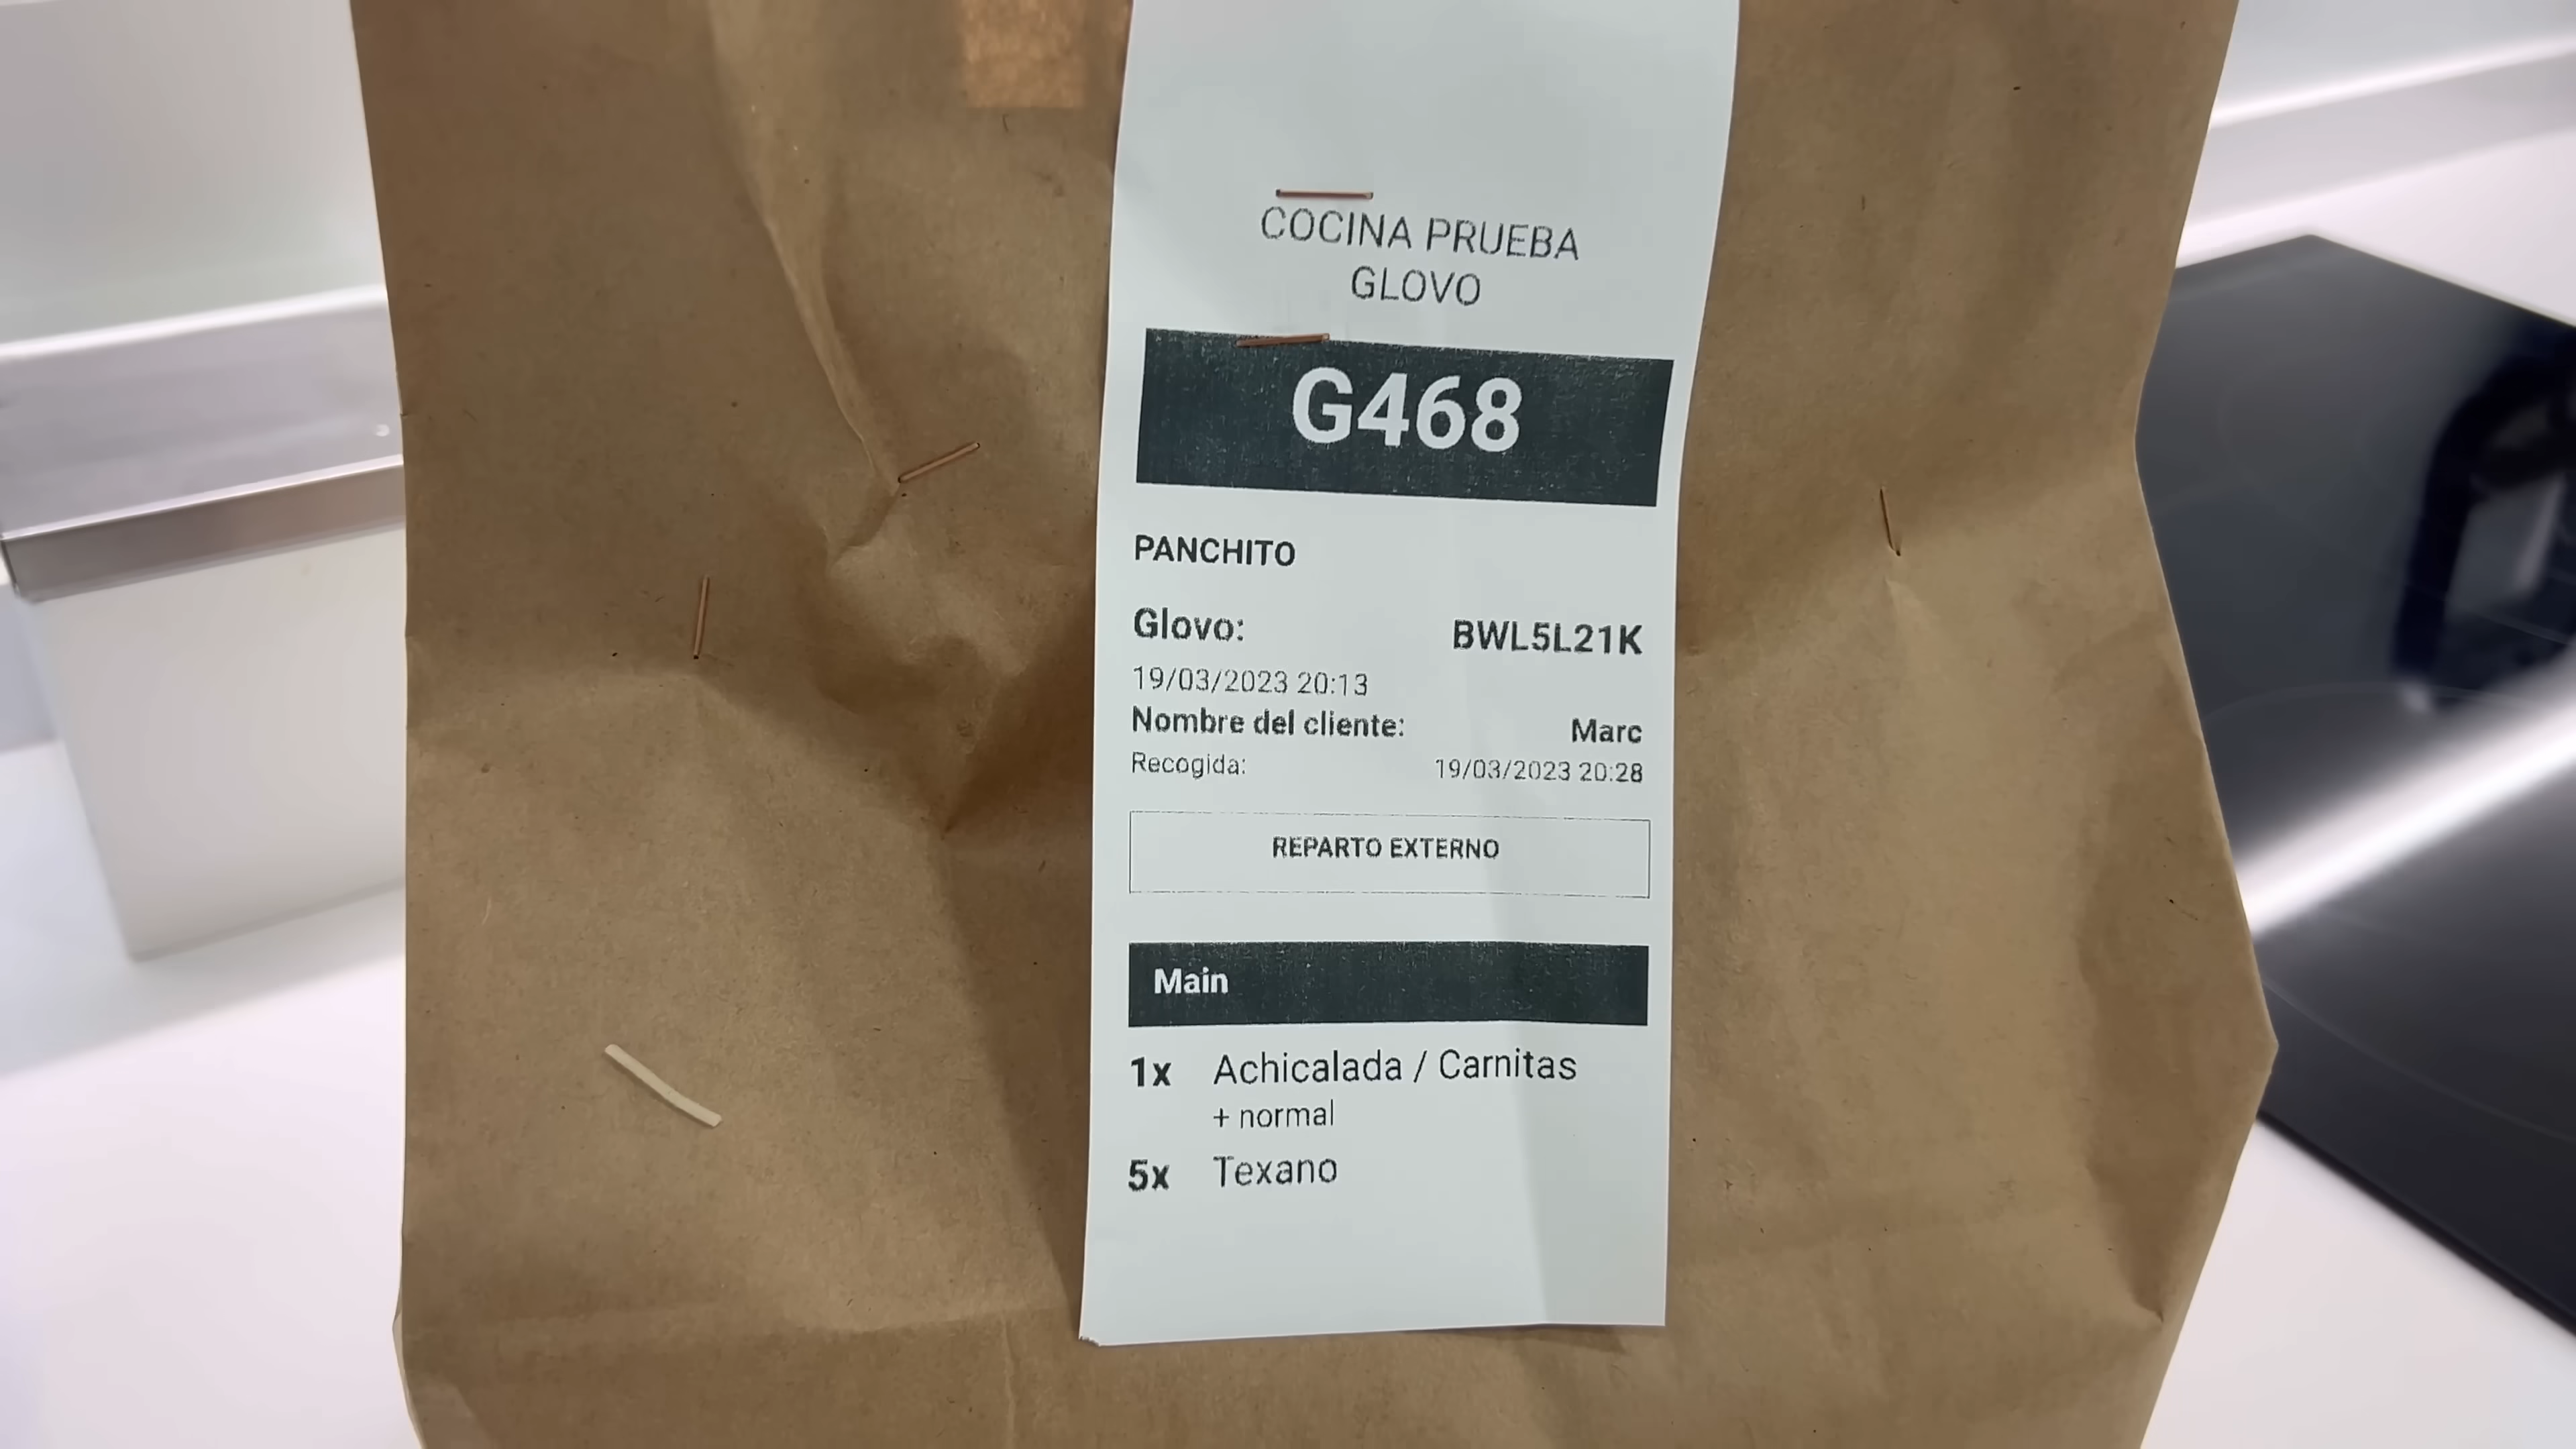 COCINA PRUEBA
GLOVO
G468
PANCHITO
Glovo: BWL5L21K
19/03/2023 20:13
Nombre del cliente: Marc
Recogida: 19/03/2023 20:28
REPARTO EXTERNO
Main
1x Achicalada / Carnitas
+ normal
5x Texano